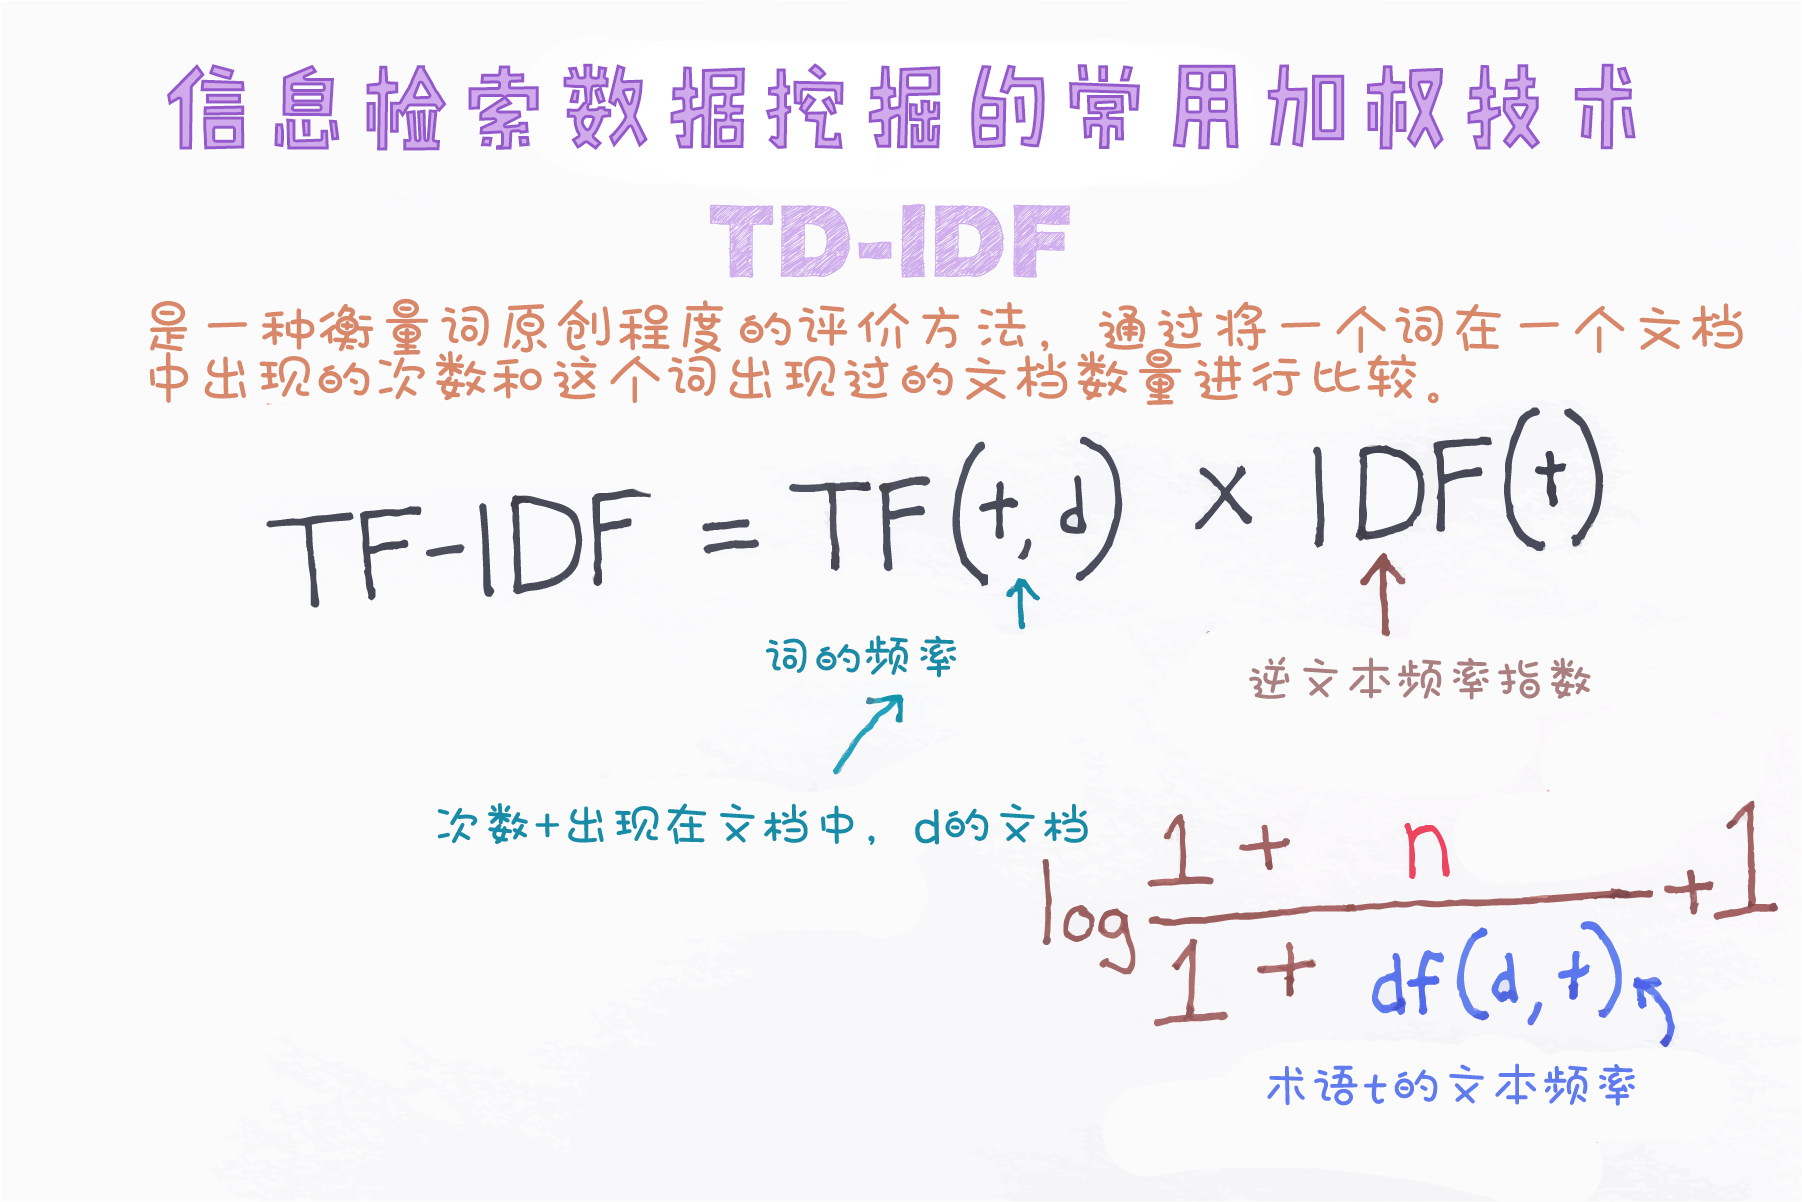 信息检索数据挖掘的常用加权技术
TD-IDF
是一种衡量词原创程度的评价方法，通过将一个词在一个文档
中出现的次数和这个词出现过的文档数量进行比较。
TF-IDF = TF(t, d) × IDF(t)
词的频率
逆文本频率指数
次数+出现在文档中，d的文档
1 + n
log + 1
1 + df(d, t)
术语t的文本频率